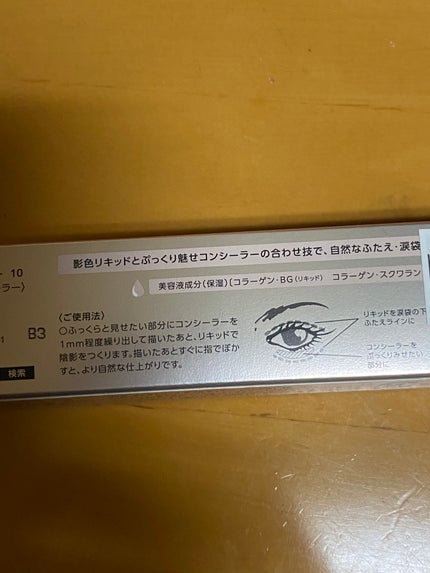 10
ラー〉
影色リキッドとぷっくり魅せコンシーラーの合わせ技で、自然なふたえ・涙袋
美容液成分(保湿)〔コラーゲン・BG(リキッド) コラーゲン・スクワラン
〈ご使用法〉
○ふっくらと見せたい部分にコンシーラーを
1mm程度繰り出して描いたあと、リキッドで
陰影をつくります。描いたあとすぐに指でぼか
すと、より自然な仕上がりです。
B3
1
検索
リキッドを涙袋の下
ふたえラインに
コンシーラーを
ぷっくりみせたい
部分に